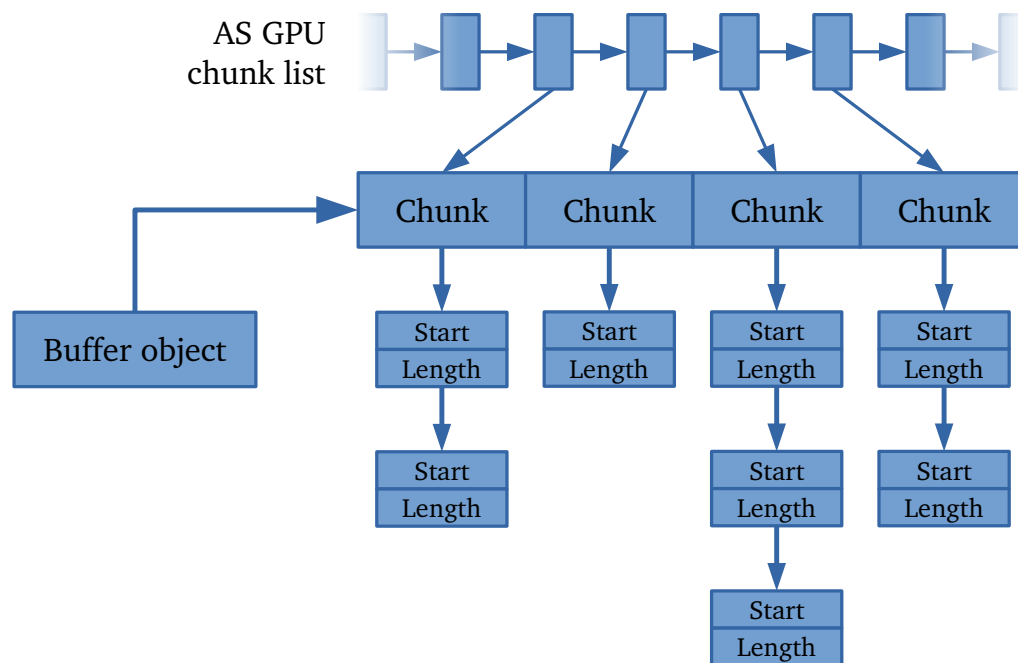 AS GPU
chunk list
Chunk
Chunk
Chunk
Chunk
Buffer object
Start
Length
Start
Length
Start
Length
Start
Length
Start
Length
Start
Length
Start
Length
Start
Length